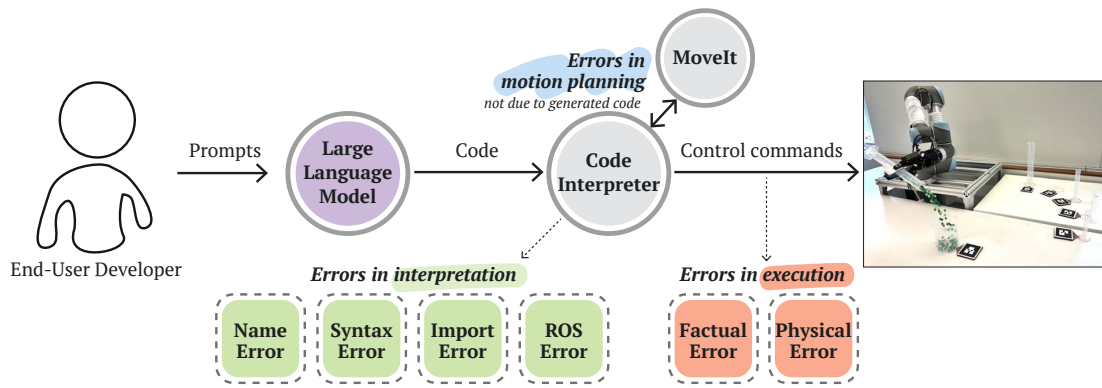 Errors in
motion planning
not due to generated code
MoveIt
Prompts
Large
Language
Model
Code
Code
Interpreter
Control commands
End-User Developer
Errors in interpretation
Errors in execution
Name
Error
Syntax
Error
Import
Error
ROS
Error
Factual
Error
Physical
Error